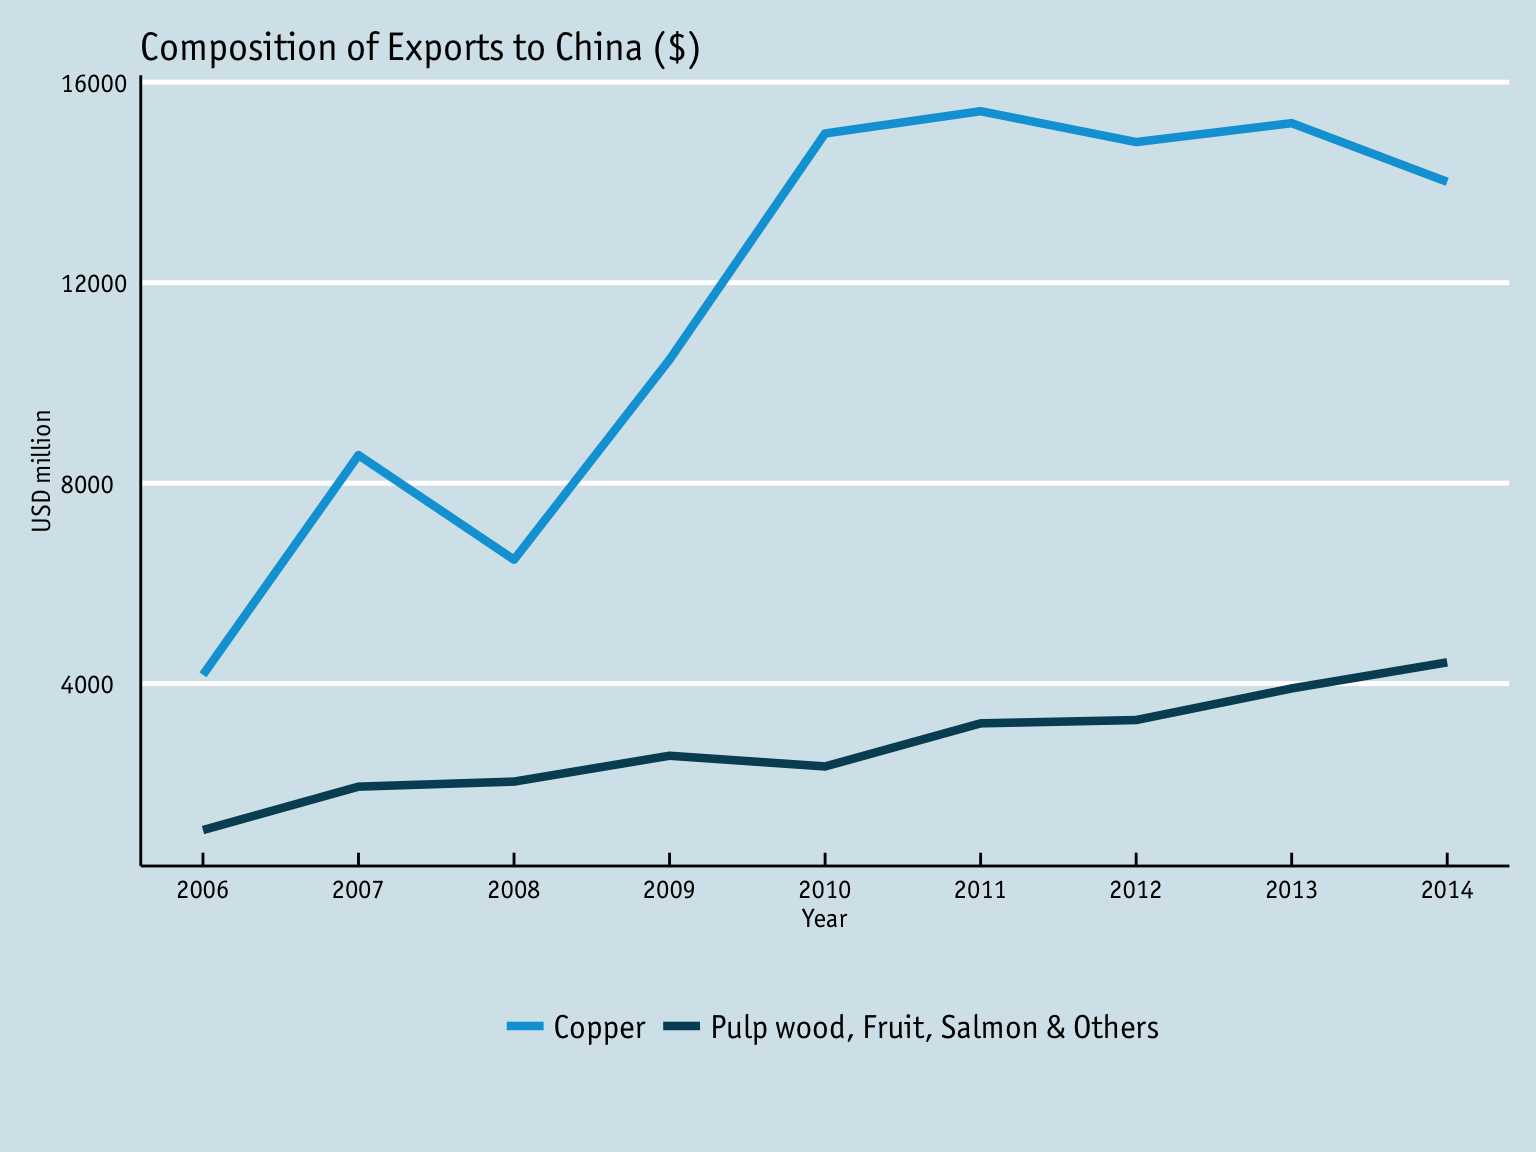 Composition of Exports to China ($)
16000
12000
8000
4000
USD million
2006 2007 2008 2009 2010 2011 2012 2013 2014
Year
Copper Pulp wood, Fruit, Salmon & Others